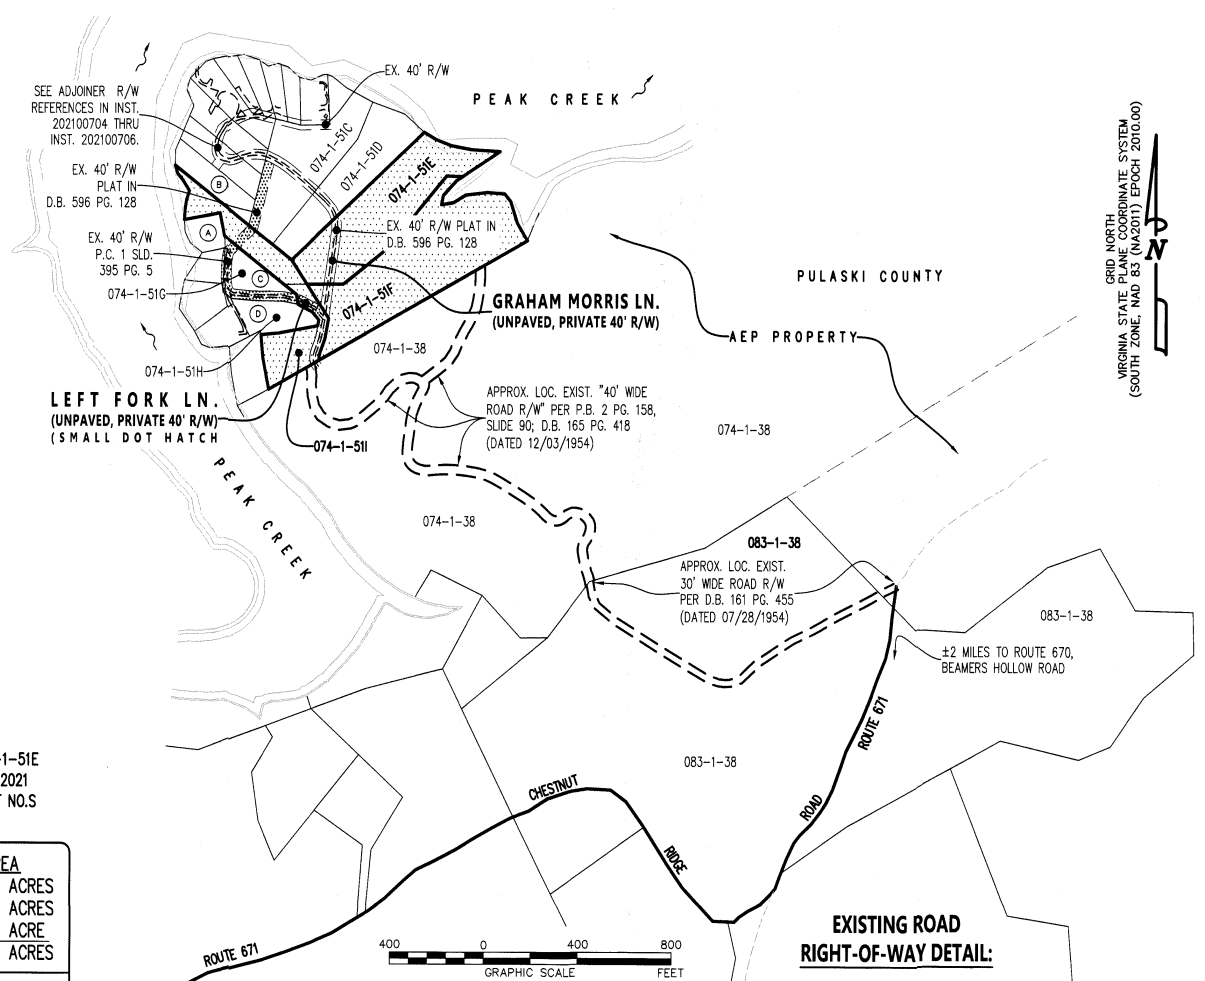 EX. 40' R/W
SEE ADJOINER R/W
REFERENCES IN INST.
202100704 THRU
INST. 202100706.
PEAK CREEK
074-1-51C
074-1-51D
074-1-51E
EX. 40' R/W
PLAT IN
D.B. 596 PG. 128
B
A
C
D
EX. 40' R/W PLAT IN
D.B. 596 PG. 128
EX. 40' R/W
P.C. 1 SLD.
395 PG. 5
074-1-51G
074-1-51F
GRAHAM MORRIS LN.
(UNPAVED, PRIVATE 40' R/W)
PULASKI COUNTY
AEP PROPERTY
GRID NORTH
VIRGINIA STATE PLANE COORDINATE SYSTEM
(SOUTH ZONE, NAD 83 (NA2011) EPOCH 2010.00)
N
074-1-38
074-1-51H
LEFT FORK LN.
(UNPAVED, PRIVATE 40' R/W)
(SMALL DOT HATCH
074-1-51I
APPROX. LOC. EXIST. "40' WIDE
ROAD R/W" PER P.B. 2 PG. 158,
SLIDE 90; D.B. 165 PG. 418
(DATED 12/03/1954)
074-1-38
PEAK CREEK
074-1-38
083-1-38
APPROX. LOC. EXIST.
30' WIDE ROAD R/W
PER D.B. 161 PG. 455
(DATED 07/28/1954)
083-1-38
±2 MILES TO ROUTE 670,
BEAMERS HOLLOW ROAD
ROUTE 671
083-1-38
CHESTNUT
RIDGE
ROAD
ROUTE 671
-1-51E
2021
T NO.S
EA
ACRES
ACRES
ACRE
ACRES
400 0 400 800
GRAPHIC SCALE FEET
EXISTING ROAD
RIGHT-OF-WAY DETAIL: